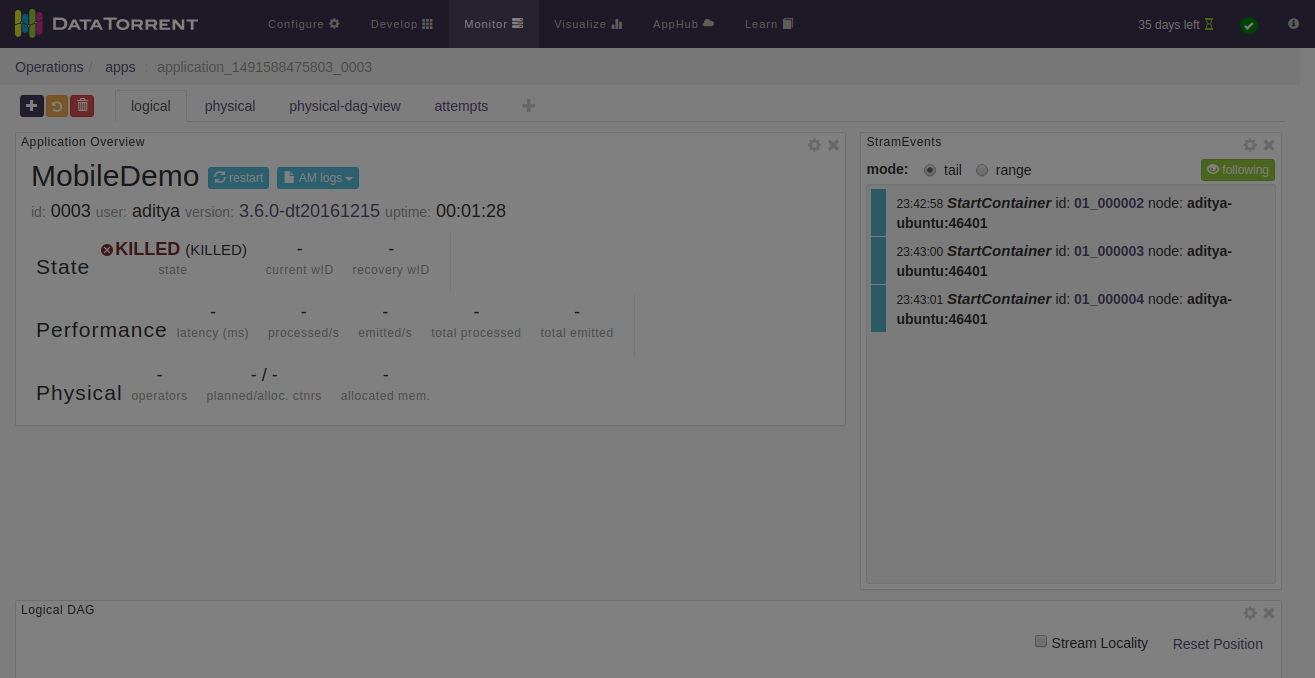 DATATORRENT Configure Develop Monitor Visualize AppHub Learn 35 days left
Operations / apps : application_1491588475803_0003
logical physical physical-dag-view attempts
Application Overview
MobileDemo restart AM logs
id: 0003 user: aditya version: 3.6.0-dt20161215 uptime: 00:01:28
State KILLED (KILLED) - -
state current wID recovery wID
Performance - - - - -
latency (ms) processed/s emitted/s total processed total emitted
Physical - - / - -
operators planned/alloc. ctnrs allocated mem.
StramEvents
mode: tail range following
23:42:58 StartContainer id: 01_000002 node: aditya-
ubuntu:46401
23:43:00 StartContainer id: 01_000003 node: aditya-
ubuntu:46401
23:43:01 StartContainer id: 01_000004 node: aditya-
ubuntu:46401
Logical DAG
Stream Locality Reset Position